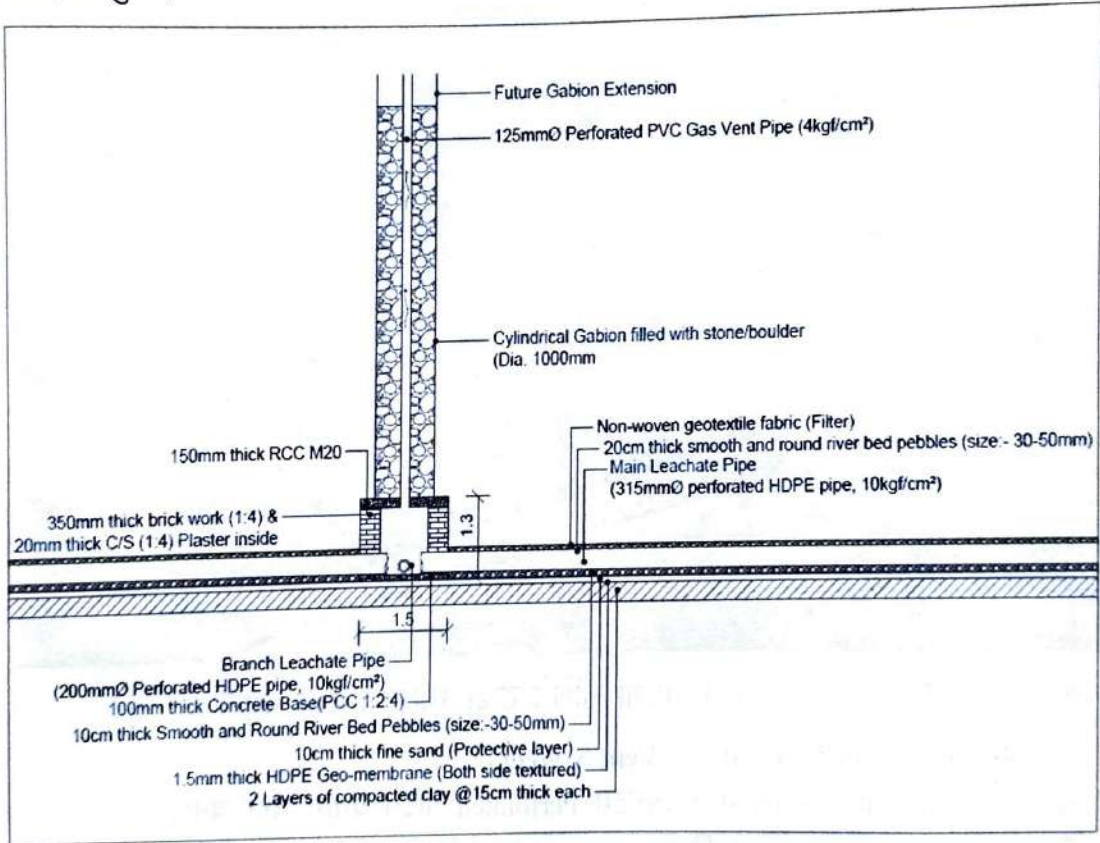 Future Gabion Extension
125mmØ Perforated PVC Gas Vent Pipe (4kgf/cm²)
Cylindrical Gabion filled with stone/boulder
(Dia. 1000mm
Non-woven geotextile fabric (Filter)
20cm thick smooth and round river bed pebbles (size:- 30-50mm)
Main Leachate Pipe
(315mmØ perforated HDPE pipe, 10kgf/cm²)
150mm thick RCC M20
350mm thick brick work (1:4) &
20mm thick C/S (1:4) Plaster inside
1.3
1.5
Branch Leachate Pipe
(200mmØ Perforated HDPE pipe, 10kgf/cm²)
100mm thick Concrete Base(PCC 1:2:4)
10cm thick Smooth and Round River Bed Pebbles (size:-30-50mm)
10cm thick fine sand (Protective layer)
1.5mm thick HDPE Geo-membrane (Both side textured)
2 Layers of compacted clay @15cm thick each